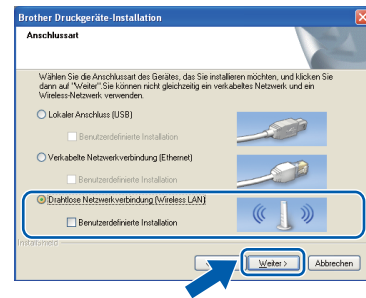 Brother Druckgeräte-Installation
Anschlussart
Wählen Sie die Anschlussart des Gerätes, das Sie installieren möchten, und klicken Sie
dann auf "Weiter".Sie können nicht gleichzeitig ein verkabeltes Netzwerk und ein
Wireless-Netzwerk verwenden.
Lokaler Anschluss (USB)
Benutzerdefinierte Installation
Verkabelte Netzwerkverbindung (Ethernet)
Benutzerdefinierte Installation
Drahtlose Netzwerkverbindung (Wireless LAN)
Benutzerdefinierte Installation
InstallShield
Weiter >
Abbrechen